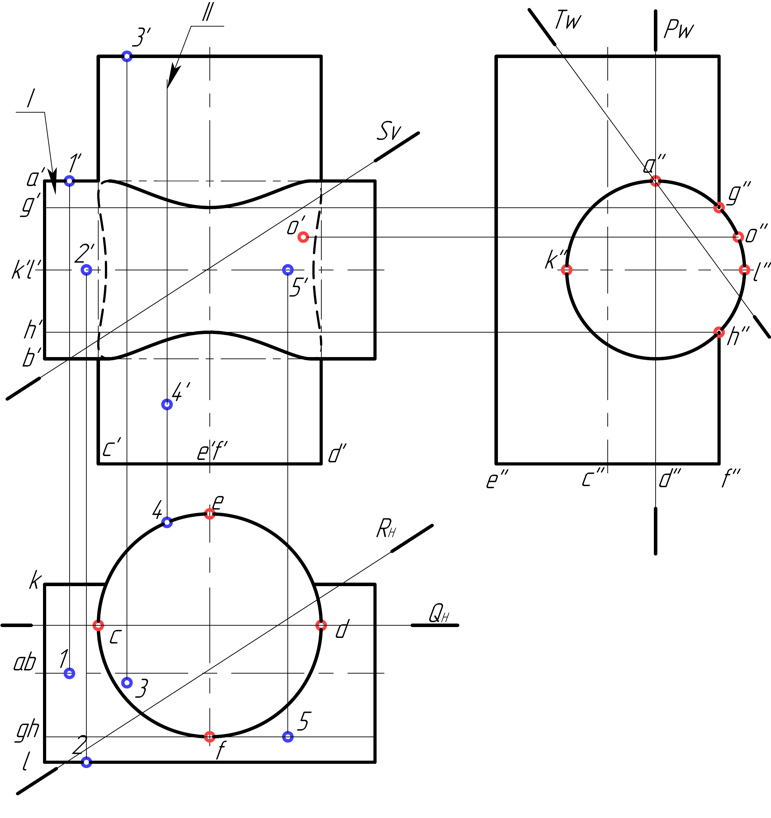 II
3'
Tw
Pw
I
Sv
1'
a'
a"
g'
g"
o'
o"
2'
k'l'
5'
k"
l"
h'
h"
b'
4'
c'
e'f'
d'
e"
c"
d"
f"
4
e
RH
k
QH
c
d
ab
1
3
gh
5
2
f
l